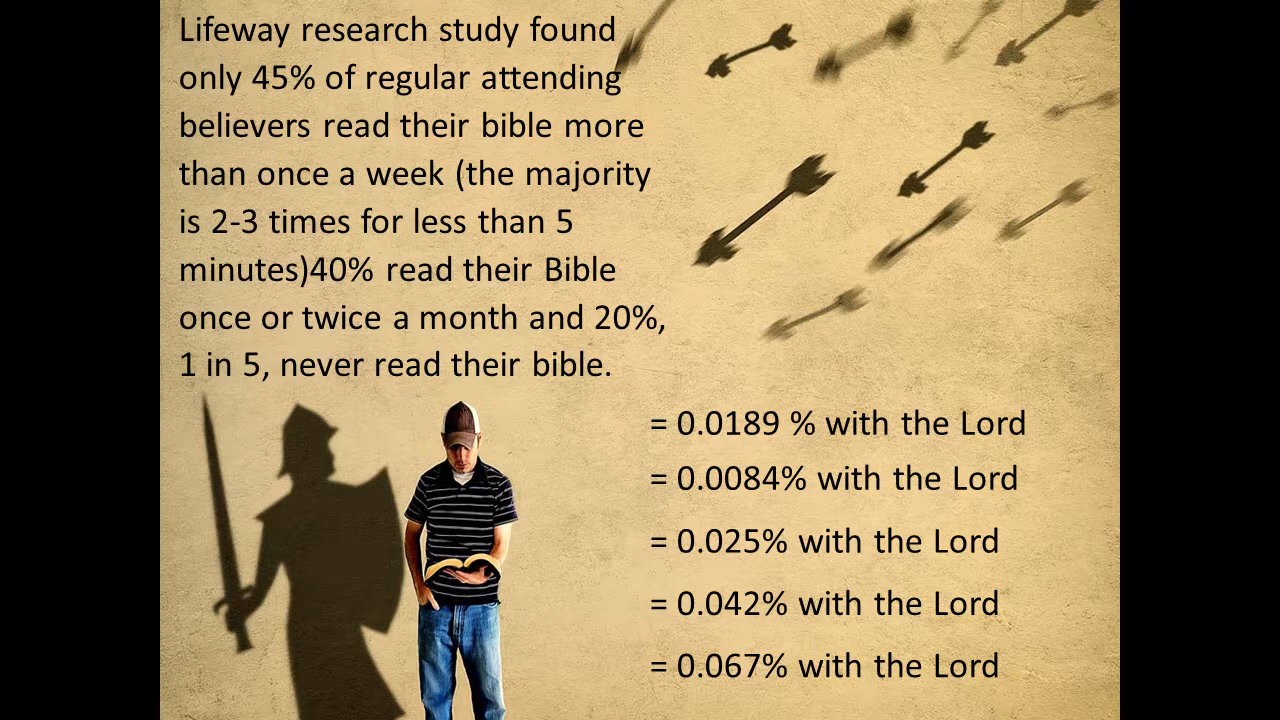 Lifeway research study found
only 45% of regular attending
believers read their bible more
than once a week (the majority
is 2-3 times for less than 5
minutes)40% read their Bible
once or twice a month and 20%,
1 in 5, never read their bible.
= 0.0189 % with the Lord
= 0.0084% with the Lord
= 0.025% with the Lord
= 0.042% with the Lord
= 0.067% with the Lord